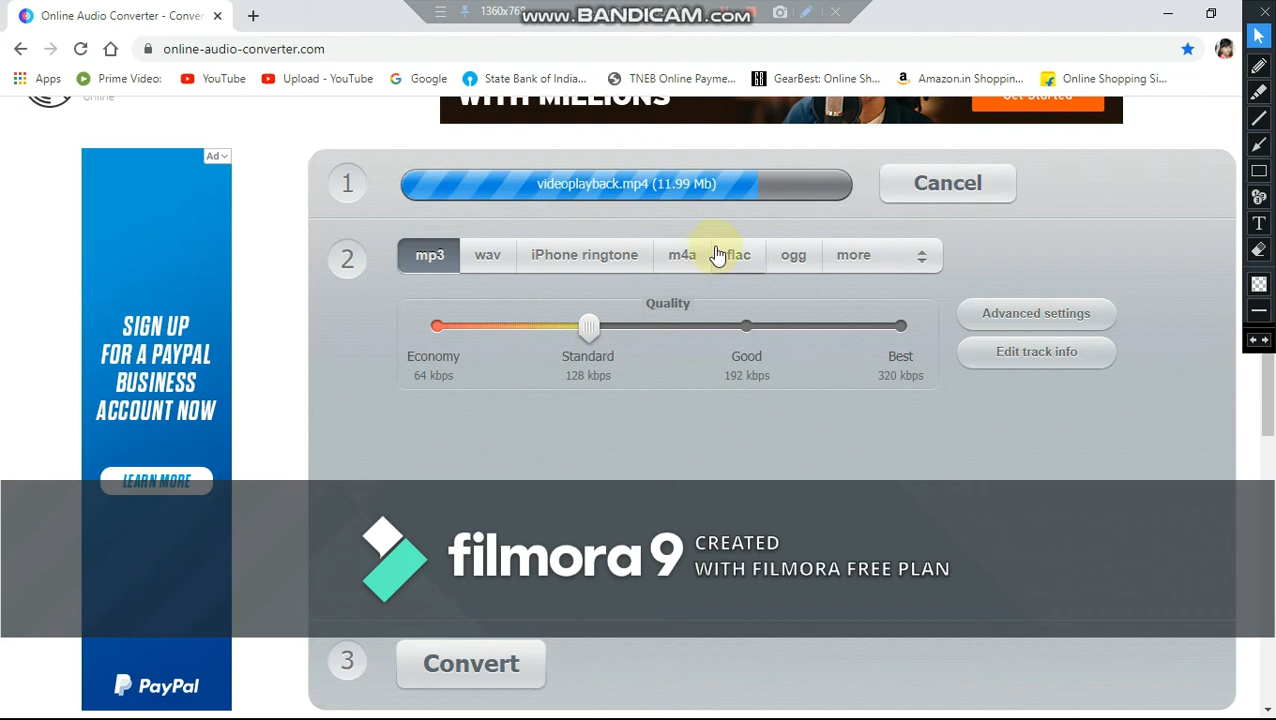 Online Audio Converter - Conver
1360x768
www.BANDICAM.com
online-audio-converter.com
Apps
Prime Video:
YouTube
Upload - YouTube
Google
State Bank of India...
TNEB Online Payme...
GearBest: Online Sh...
Amazon.in Shoppin...
Online Shopping Si...
Online
WITH MILLIONS
Get Started
Ad
SIGN UP
FOR A PAYPAL
BUSINESS
ACCOUNT NOW
LEARN MORE
PayPal
1
videoplayback.mp4 (11.99 Mb)
Cancel
2
mp3
wav
iPhone ringtone
m4a
flac
ogg
more
Quality
Economy
64 kbps
Standard
128 kbps
Good
192 kbps
Best
320 kbps
Advanced settings
Edit track info
filmora 9
CREATED
WITH FILMORA FREE PLAN
3
Convert
T